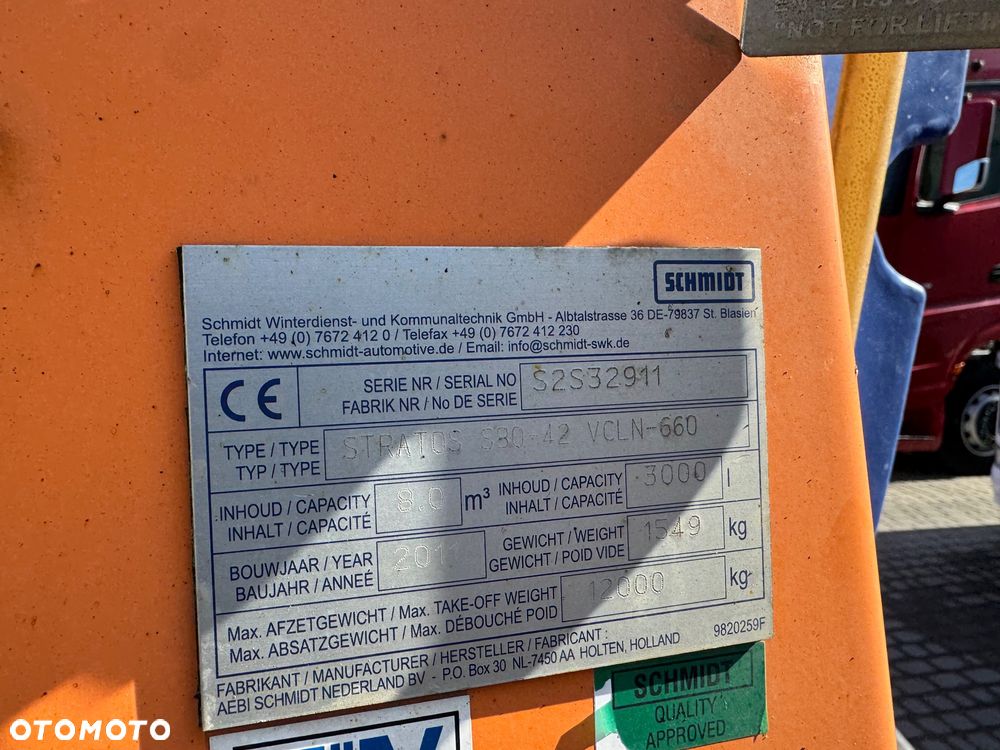 NOT FOR LIFTI
SCHMIDT
Schmidt Winterdienst- und Kommunaltechnik GmbH - Albtalstrasse 36 DE-79837 St. Blasien
Telefon +49 (0) 7672 412 0 / Telefax +49 (0) 7672 412 230
Internet: www.schmidt-automotive.de / Email: info@schmidt-swk.de
CE SERIE NR / SERIAL NO S2S32911
FABRIK NR / No DE SERIE
TYPE / TYPE STRATOS S80-42 VCLN-660
TYP / TYPE
INHOUD / CAPACITY 8.0 m³ INHOUD / CAPACITY 3000 l
INHALT / CAPACITÉ INHALT / CAPACITÉ
BOUWJAAR / YEAR 2011 GEWICHT / WEIGHT 1549 kg
BAUJAHR / ANNEÉ GEWICHT / POID VIDE
Max. AFZETGEWICHT / Max. TAKE-OFF WEIGHT 12000 kg
Max. ABSATZGEWICHT / Max. DÉBOUCHÉ POID
FABRIKANT / MANUFACTURER / HERSTELLER / FABRICANT : 9820259F
AEBI SCHMIDT NEDERLAND BV - P.O. Box 30 NL-7450 AA HOLTEN, HOLLAND
SCHMIDT
QUALITY
APPROVED
OTOMOTO